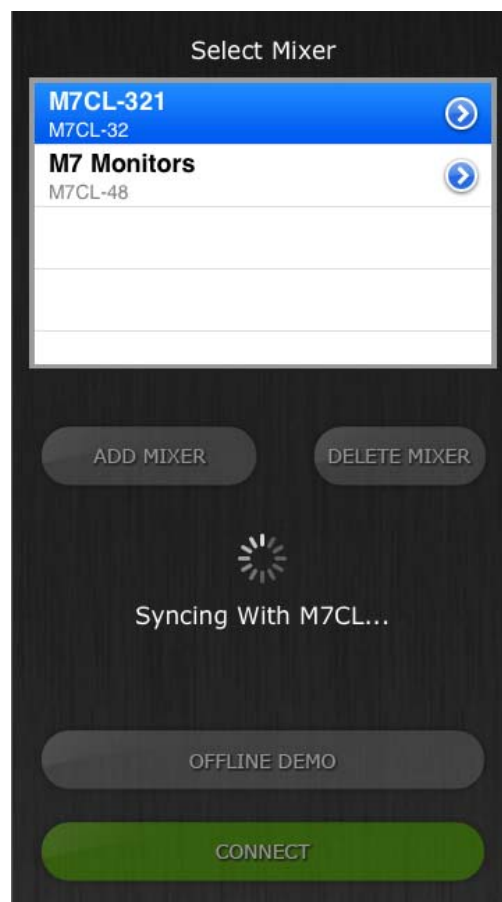 Select Mixer
M7CL-321
M7CL-32
M7 Monitors
M7CL-48
ADD MIXER
DELETE MIXER
Syncing With M7CL...
OFFLINE DEMO
CONNECT